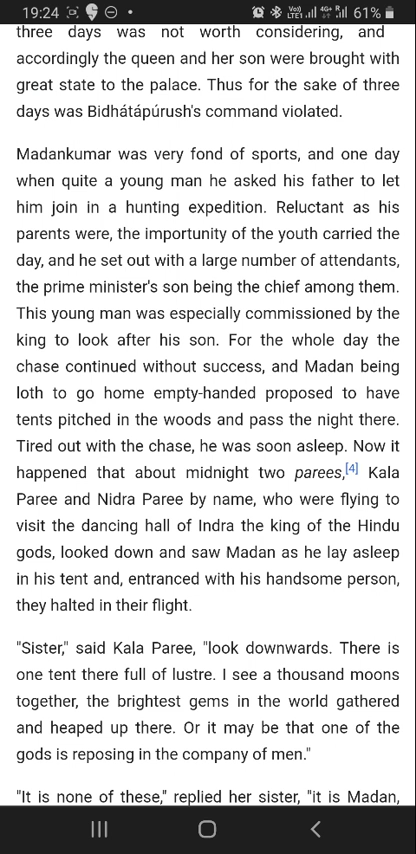 19:24
Vo)) LTE1 4G+ R 61%
three days was not worth considering, and
accordingly the queen and her son were brought with
great state to the palace. Thus for the sake of three
days was Bidhátápúrush's command violated.
Madankumar was very fond of sports, and one day
when quite a young man he asked his father to let
him join in a hunting expedition. Reluctant as his
parents were, the importunity of the youth carried the
day, and he set out with a large number of attendants,
the prime minister's son being the chief among them.
This young man was especially commissioned by the
king to look after his son. For the whole day the
chase continued without success, and Madan being
loth to go home empty-handed proposed to have
tents pitched in the woods and pass the night there.
Tired out with the chase, he was soon asleep. Now it
happened that about midnight two parees,[4] Kala
Paree and Nidra Paree by name, who were flying to
visit the dancing hall of Indra the king of the Hindu
gods, looked down and saw Madan as he lay asleep
in his tent and, entranced with his handsome person,
they halted in their flight.
"Sister," said Kala Paree, "look downwards. There is
one tent there full of lustre. I see a thousand moons
together, the brightest gems in the world gathered
and heaped up there. Or it may be that one of the
gods is reposing in the company of men."
"It is none of these," replied her sister, "it is Madan,